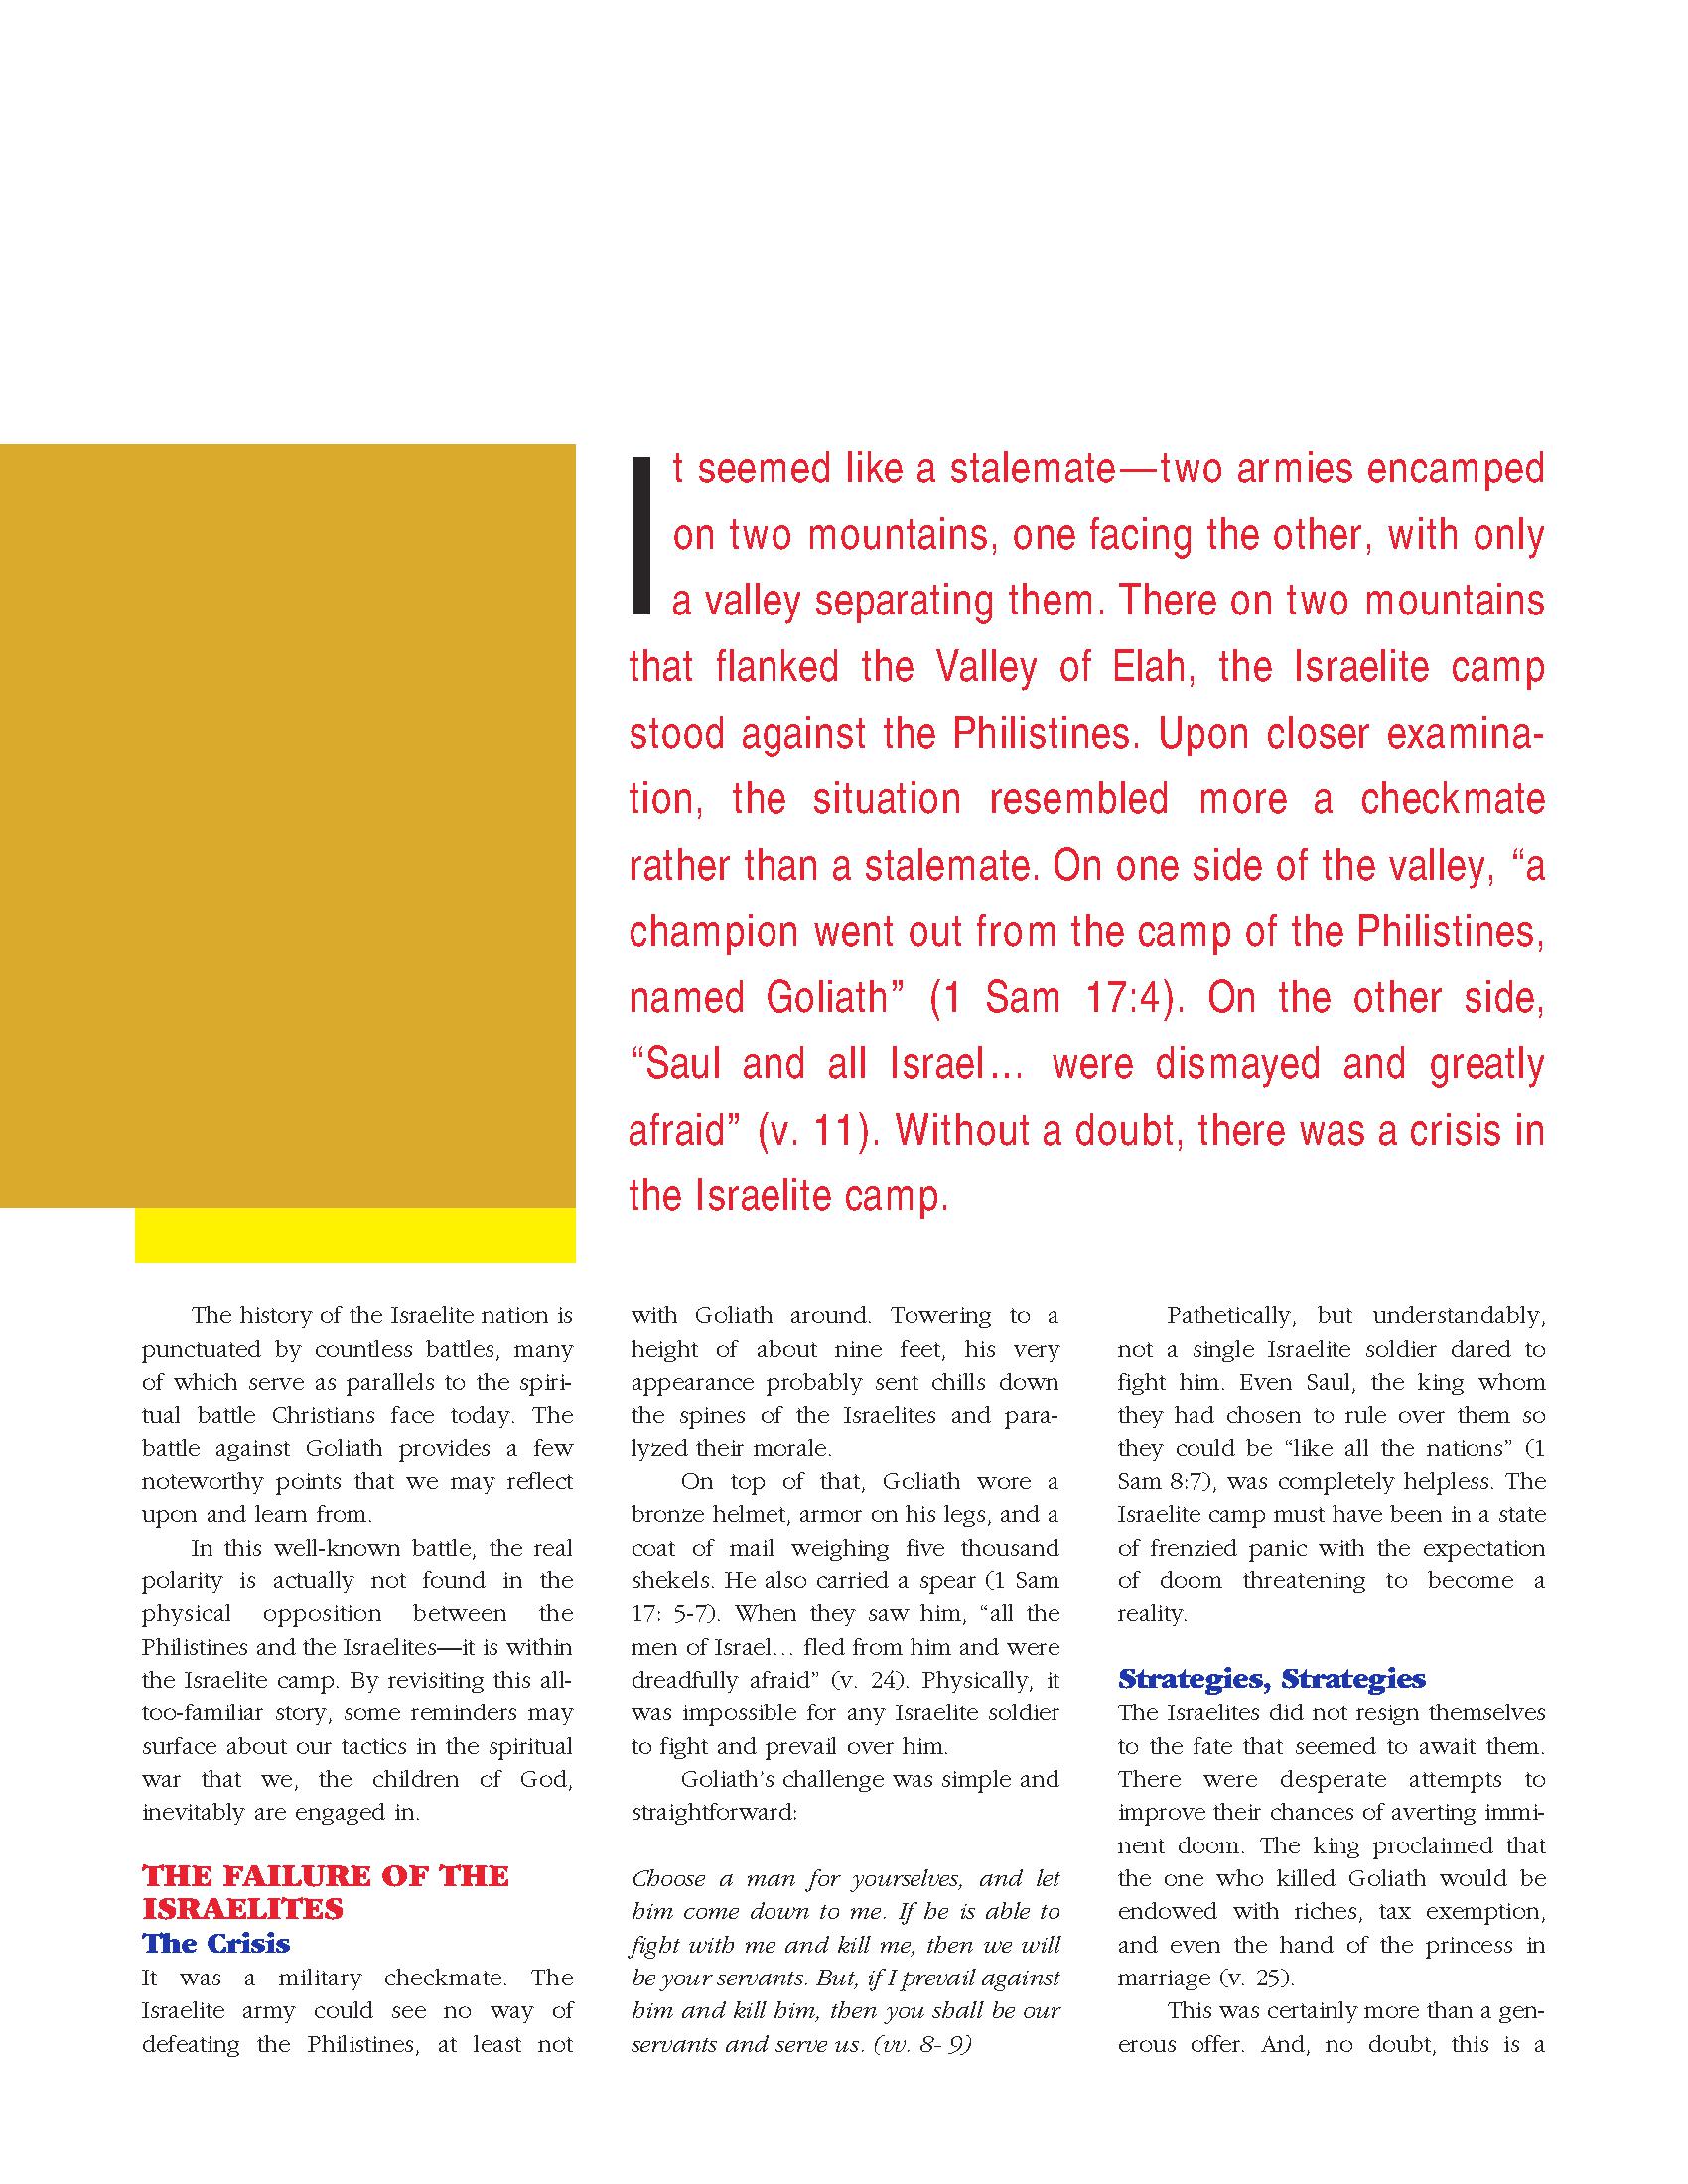 It seemed like a stalemate—two armies encamped
on two mountains, one facing the other, with only
a valley separating them. There on two mountains
that flanked the Valley of Elah, the Israelite camp
stood against the Philistines. Upon closer examina-
tion, the situation resembled more a checkmate
rather than a stalemate. On one side of the valley, “a
champion went out from the camp of the Philistines,
named Goliath” (1 Sam 17:4). On the other side,
“Saul and all Israel… were dismayed and greatly
afraid” (v. 11). Without a doubt, there was a crisis in
the Israelite camp.
The history of the Israelite nation is
punctuated by countless battles, many
of which serve as parallels to the spiri-
tual battle Christians face today. The
battle against Goliath provides a few
noteworthy points that we may reflect
upon and learn from.
In this well-known battle, the real
polarity is actually not found in the
physical opposition between the
Philistines and the Israelites—it is within
the Israelite camp. By revisiting this all-
too-familiar story, some reminders may
surface about our tactics in the spiritual
war that we, the children of God,
inevitably are engaged in.
THE FAILURE OF THE
ISRAELITES
The Crisis
It was a military checkmate. The
Israelite army could see no way of
defeating the Philistines, at least not
with Goliath around. Towering to a
height of about nine feet, his very
appearance probably sent chills down
the spines of the Israelites and para-
lyzed their morale.
On top of that, Goliath wore a
bronze helmet, armor on his legs, and a
coat of mail weighing five thousand
shekels. He also carried a spear (1 Sam
17: 5-7). When they saw him, “all the
men of Israel… fled from him and were
dreadfully afraid” (v. 24). Physically, it
was impossible for any Israelite soldier
to fight and prevail over him.
Goliath’s challenge was simple and
straightforward:
Choose a man for yourselves, and let
him come down to me. If he is able to
fight with me and kill me, then we will
be your servants. But, if I prevail against
him and kill him, then you shall be our
servants and serve us. (vv. 8- 9)
Pathetically, but understandably,
not a single Israelite soldier dared to
fight him. Even Saul, the king whom
they had chosen to rule over them so
they could be “like all the nations” (1
Sam 8:7), was completely helpless. The
Israelite camp must have been in a state
of frenzied panic with the expectation
of doom threatening to become a
reality.
Strategies, Strategies
The Israelites did not resign themselves
to the fate that seemed to await them.
There were desperate attempts to
improve their chances of averting immi-
nent doom. The king proclaimed that
the one who killed Goliath would be
endowed with riches, tax exemption,
and even the hand of the princess in
marriage (v. 25).
This was certainly more than a gen-
erous offer. And, no doubt, this is a